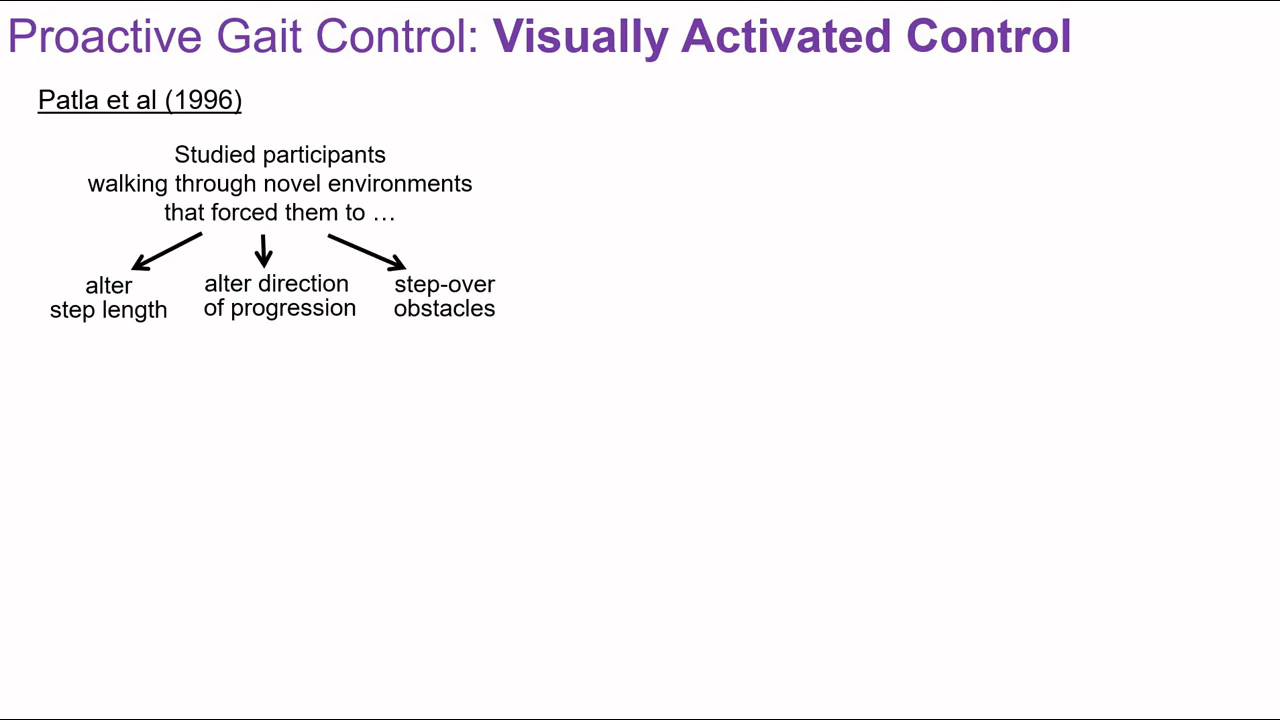 Proactive Gait Control: Visually Activated Control
Patla et al (1996)
Studied participants
walking through novel environments
that forced them to …
alter
step length
alter direction
of progression
step-over
obstacles